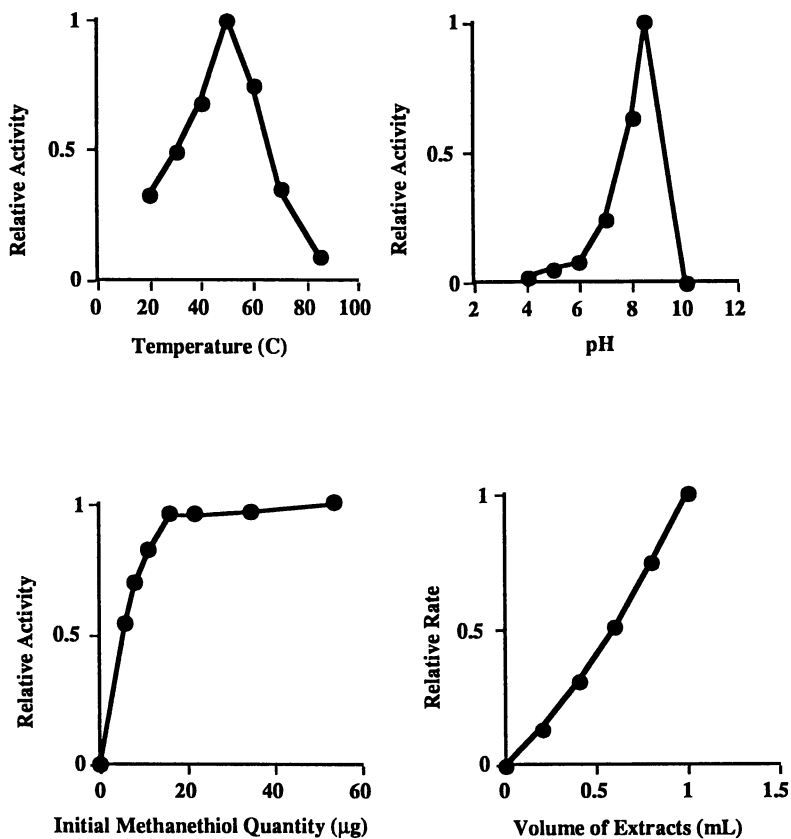 Relative Activity
1
0.5
0
0 20 40 60 80 100
Temperature (C)
Relative Activity
1
0.5
0
2 4 6 8 10 12
pH
Relative Activity
1
0.5
0
0 20 40 60
Initial Methanethiol Quantity (μg)
Relative Rate
1
0.5
0
0 0.5 1 1.5
Volume of Extracts (mL)